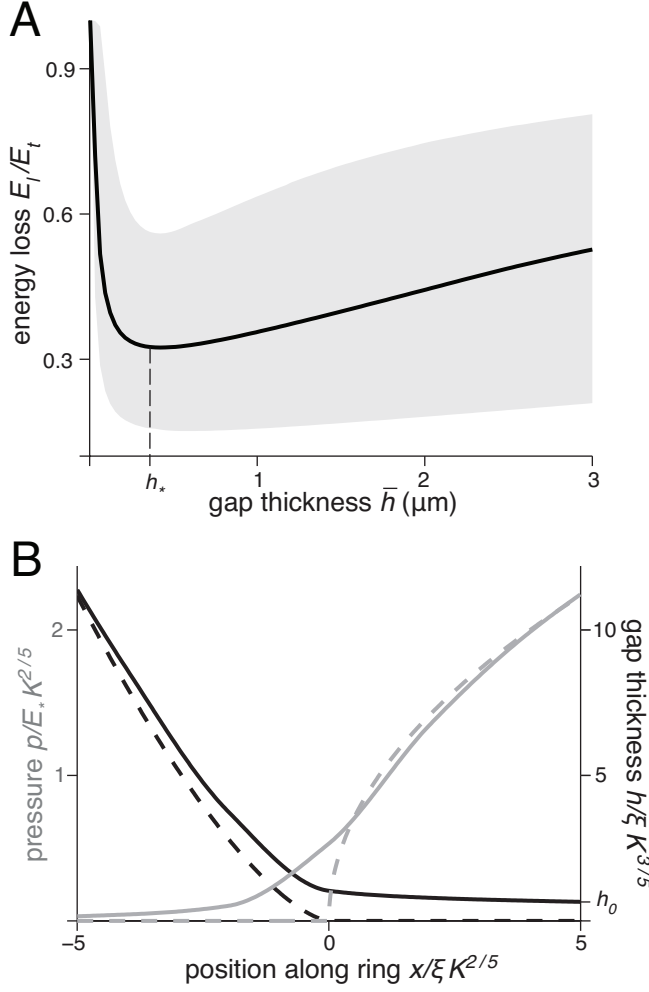 A
energy loss E_l/E_t
0.9
0.6
0.3
h_*
1
2
3
gap thickness h̄ (μm)
B
pressure p/E_* K^{2/5}
2
1
gap thickness h/ξ K^{3/5}
10
5
h_0
−5
0
5
position along ring x/ξ K^{2/5}